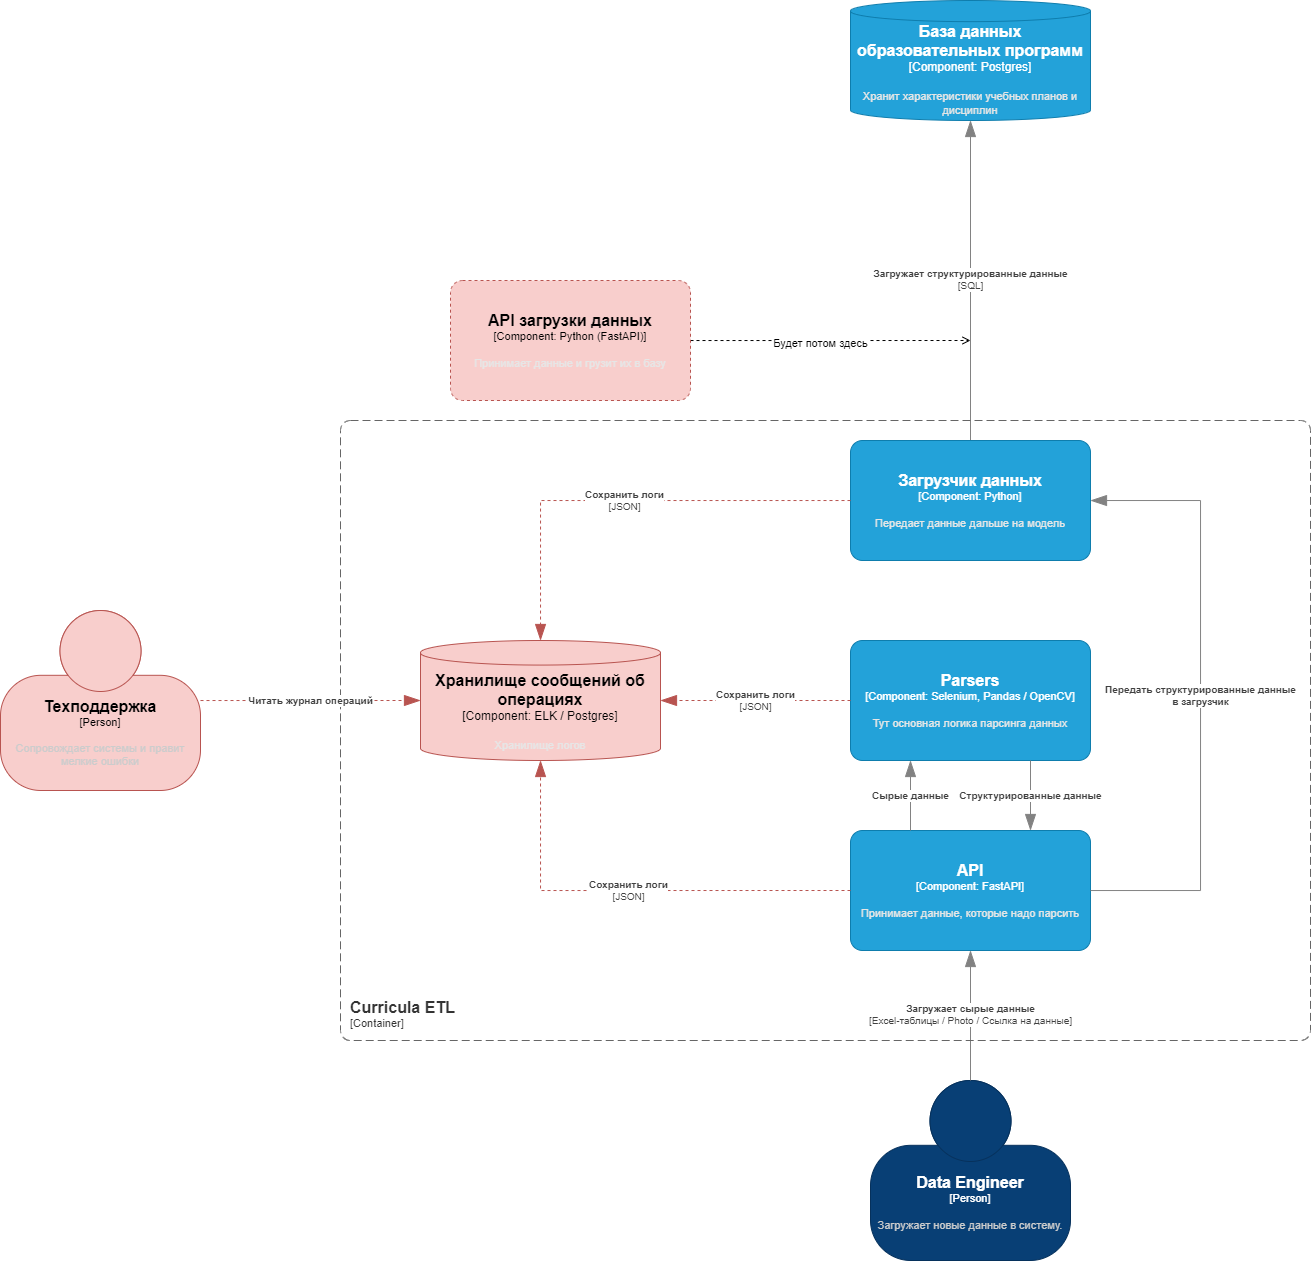 База данных
образовательных программ
[Component: Postgres]
Хранит характеристики учебных планов и
дисциплин
Загружает структурированные данные
[SQL]
API загрузки данных
[Component: Python (FastAPI)]
Принимает данные и грузит их в базу
Будет потом здесь
Загрузчик данных
[Component: Python]
Передает данные дальше на модель
Сохранить логи
[JSON]
Техподдержка
[Person]
Сопровождает системы и правит
мелкие ошибки
Читать журнал операций
Хранилище сообщений об
операциях
[Component: ELK / Postgres]
Хранилище логов
Сохранить логи
[JSON]
Parsers
[Component: Selenium, Pandas / OpenCV]
Тут основная логика парсинга данных
Передать структурированные данные
в загрузчик
Сырые данные
Структурированные данные
Сохранить логи
[JSON]
API
[Component: FastAPI]
Принимает данные, которые надо парсить
Curricula ETL
[Container]
Загружает сырые данные
[Excel-таблицы / Photo / Ссылка на данные]
Data Engineer
[Person]
Загружает новые данные в систему.